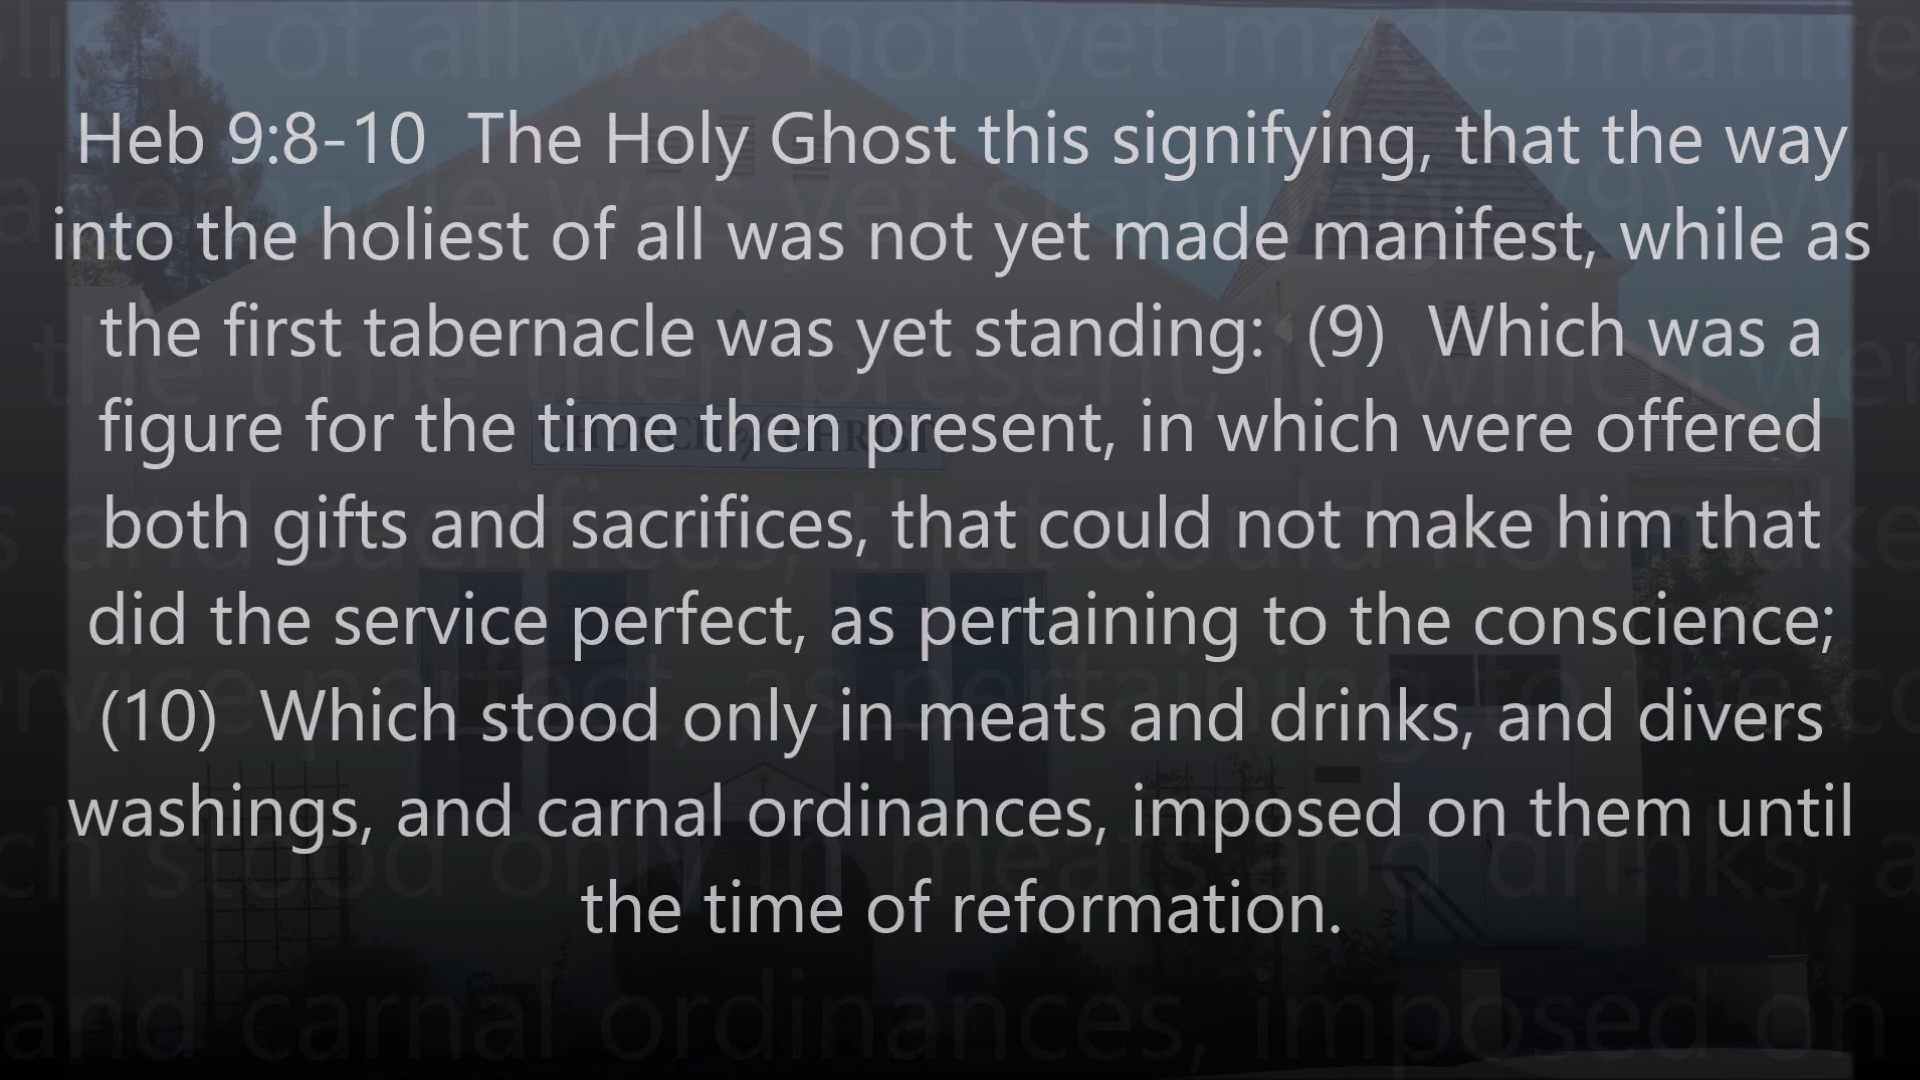 Heb 9:8-10  The Holy Ghost this signifying, that the way
into the holiest of all was not yet made manifest, while as
the first tabernacle was yet standing:  (9)  Which was a
figure for the time then present, in which were offered
both gifts and sacrifices, that could not make him that
did the service perfect, as pertaining to the conscience;
(10)  Which stood only in meats and drinks, and divers
washings, and carnal ordinances, imposed on them until
the time of reformation.
CHURCH of CHRIST